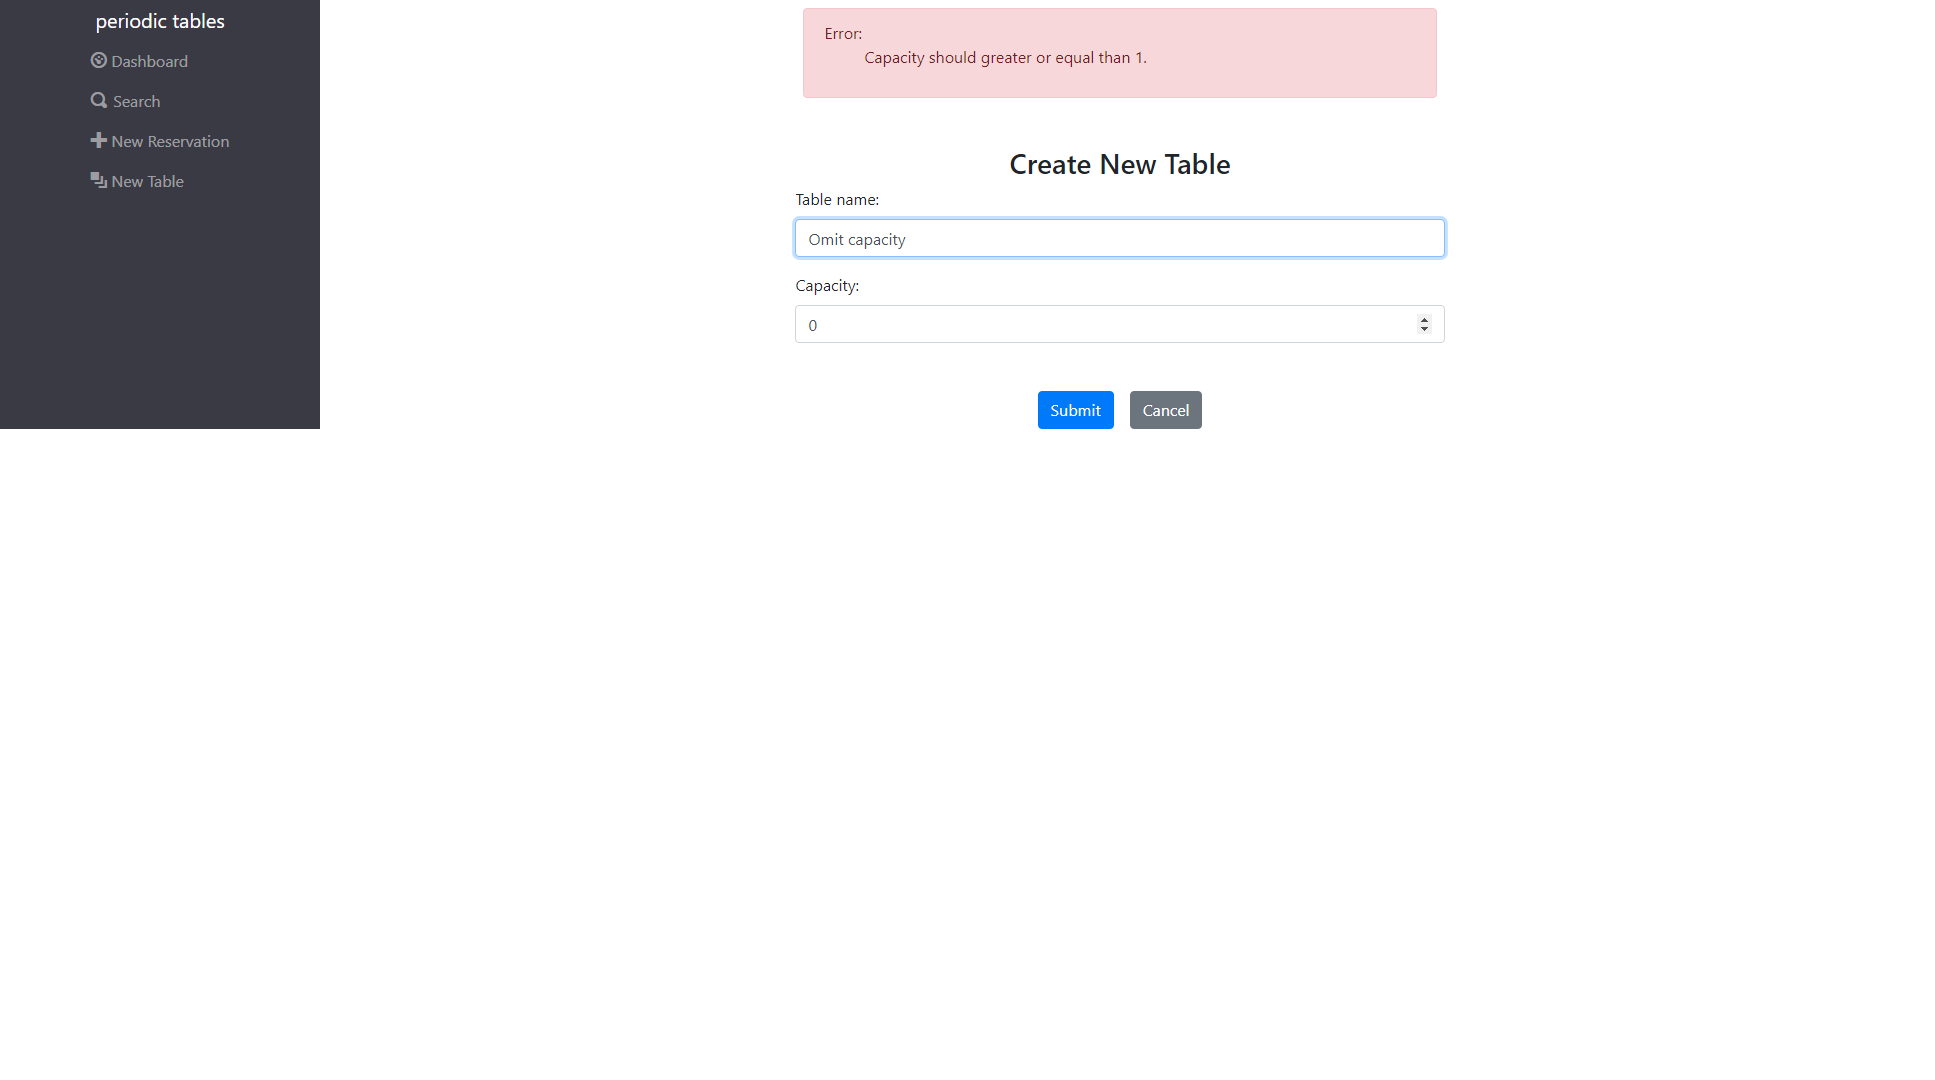 periodic tables
Dashboard
Search
New Reservation
New Table
Error:
Capacity should greater or equal than 1.
Create New Table
Table name:
Omit capacity
Capacity:
0
Submit Cancel